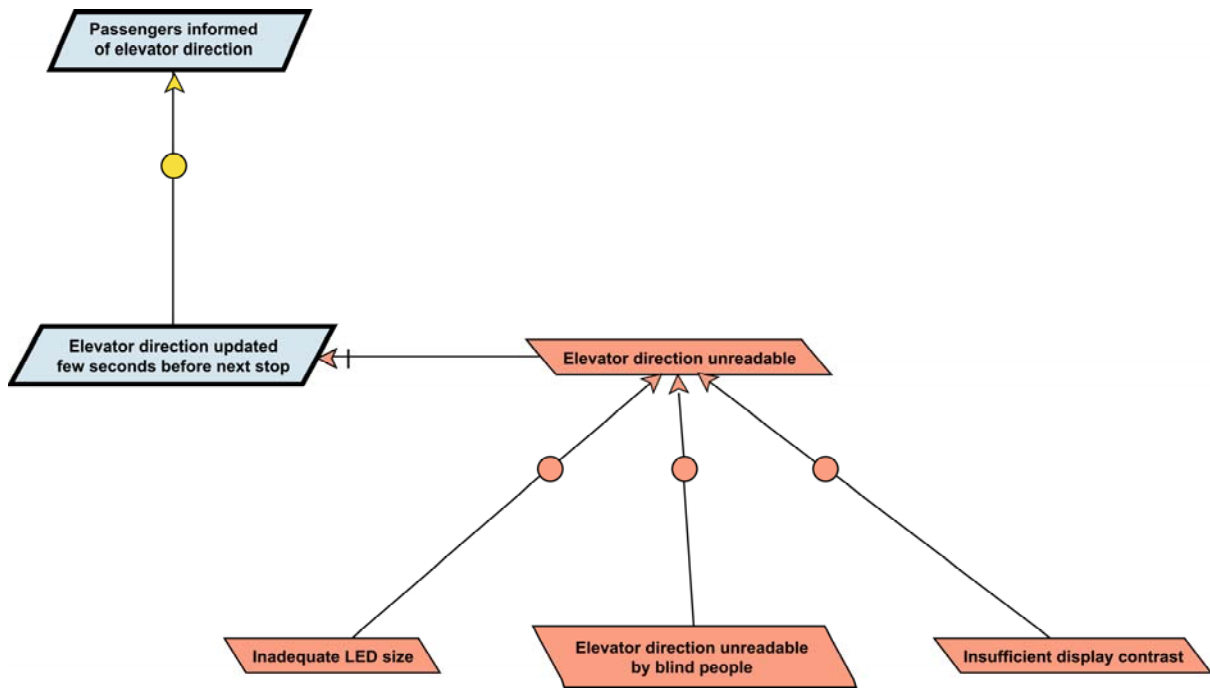 Passengers informed
of elevator direction
Elevator direction updated
few seconds before next stop
Elevator direction unreadable
Inadequate LED size
Elevator direction unreadable
by blind people
Insufficient display contrast